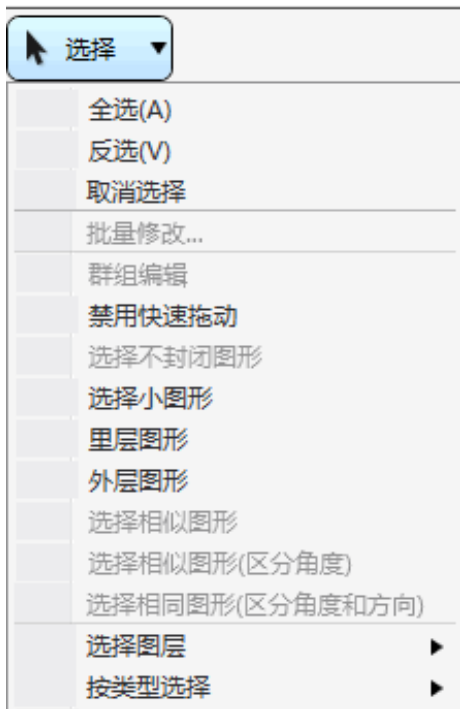 选择
全选(A)
反选(V)
取消选择
批量修改...
群组编辑
禁用快速拖动
选择不封闭图形
选择小图形
里层图形
外层图形
选择相似图形
选择相似图形(区分角度)
选择相同图形(区分角度和方向)
选择图层
按类型选择